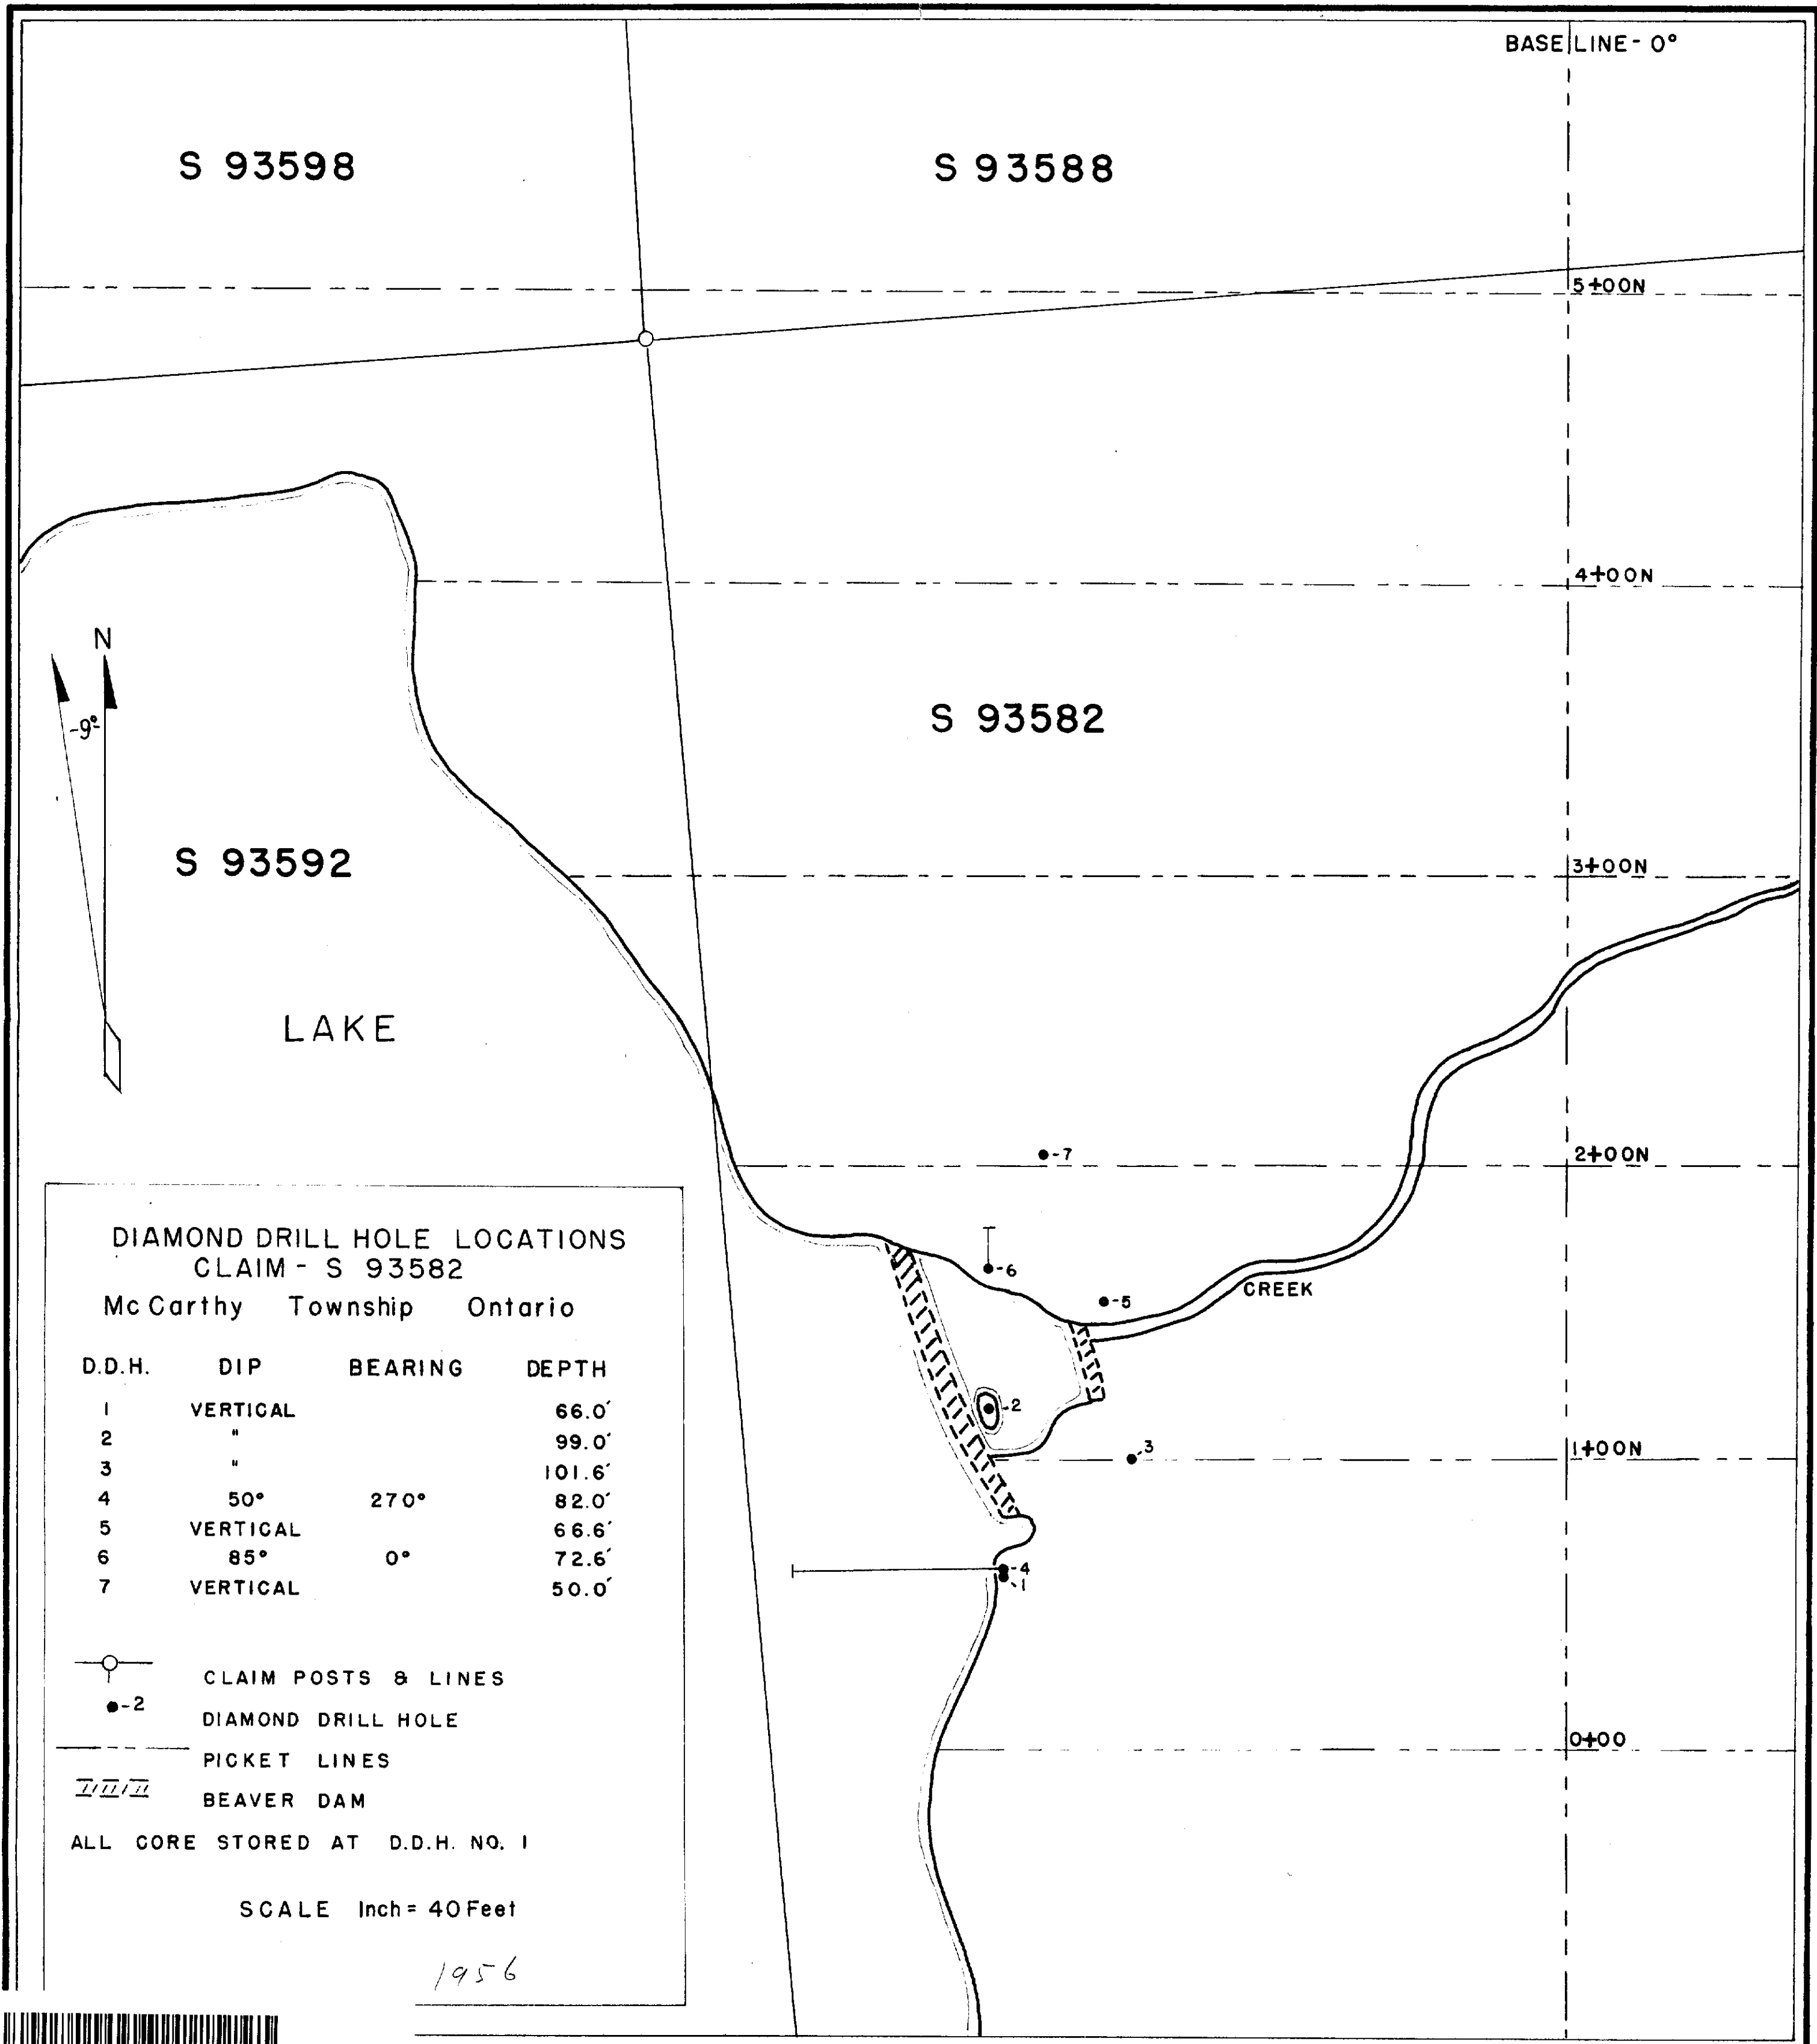 BASE LINE - 0°
S 93598
S 93588
5+00N
4+00N
N
-9°
S 93582
S 93592
3+00N
LAKE
-7
2+00N
-6
-5
CREEK
-2
-3
1+00N
-4
-1
0+00
DIAMOND DRILL HOLE LOCATIONS
CLAIM - S 93582
Mc Carthy Township Ontario
D.D.H. DIP BEARING DEPTH
1 VERTICAL 66.0'
2 " 99.0'
3 " 101.6'
4 50° 270° 82.0'
5 VERTICAL 66.6'
6 85° 0° 72.6'
7 VERTICAL 50.0'
CLAIM POSTS & LINES
-2 DIAMOND DRILL HOLE
PICKET LINES
BEAVER DAM
ALL CORE STORED AT D.D.H. NO. 1
SCALE Inch = 40 Feet
1956